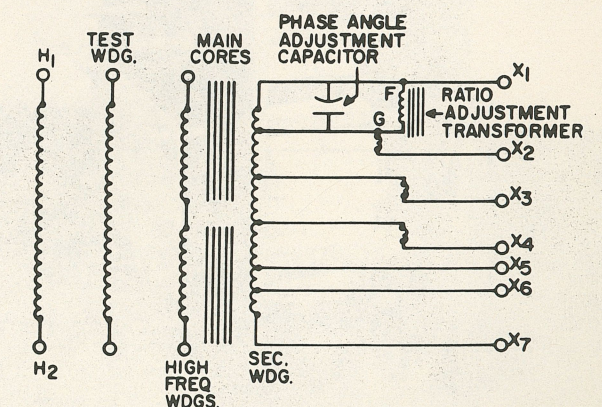 PHASE ANGLE
ADJUSTMENT
CAPACITOR
H1
TEST
WDG.
MAIN
CORES
X1
F
RATIO
ADJUSTMENT
TRANSFORMER
G
X2
X3
X4
X5
X6
X7
H2
HIGH
FREQ
WDGS.
SEC.
WDG.